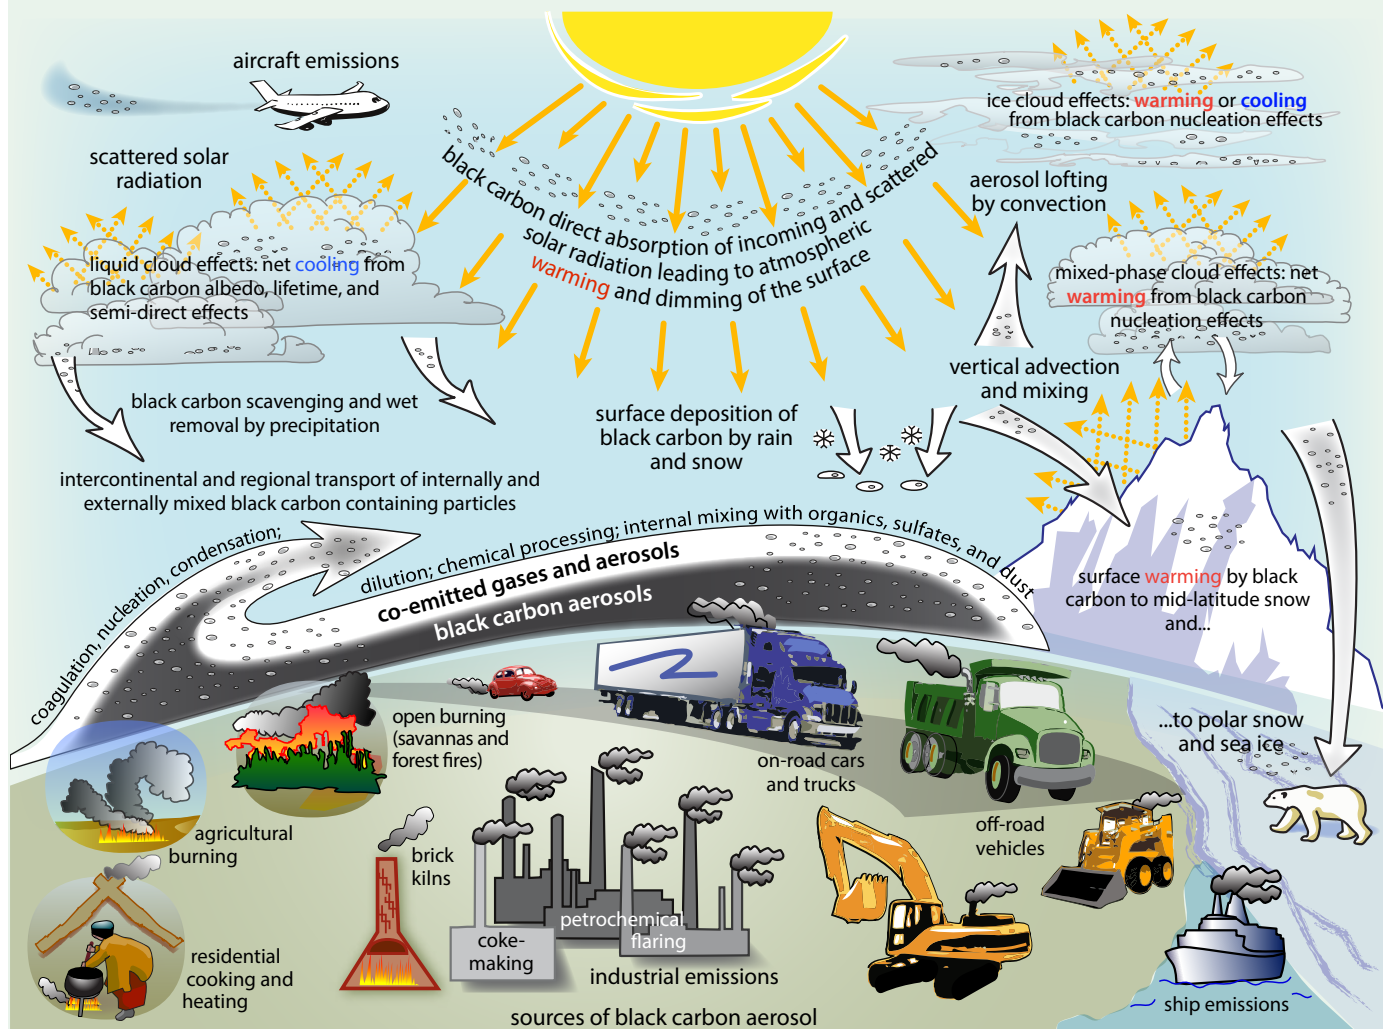 aircraft emissions
scattered solar
radiation
liquid cloud effects: net cooling from
black carbon albedo, lifetime, and
semi-direct effects
black carbon direct absorption of incoming and scattered
solar radiation leading to atmospheric
warming and dimming of the surface
ice cloud effects: warming or cooling
from black carbon nucleation effects
aerosol lofting
by convection
mixed-phase cloud effects: net
warming from black carbon
nucleation effects
vertical advection
and mixing
black carbon scavenging and wet
removal by precipitation
surface deposition of
black carbon by rain
and snow
intercontinental and regional transport of internally and
externally mixed black carbon containing particles
coagulation, nucleation, condensation;
dilution; chemical processing; internal mixing with organics, sulfates, and dust
co-emitted gases and aerosols
black carbon aerosols
surface warming by black
carbon to mid-latitude snow
and...
...to polar snow
and sea ice
open burning
(savannas and
forest fires)
on-road cars
and trucks
agricultural
burning
brick
kilns
off-road
vehicles
petrochemical
flaring
coke-
making
industrial emissions
residential
cooking and
heating
ship emissions
sources of black carbon aerosol